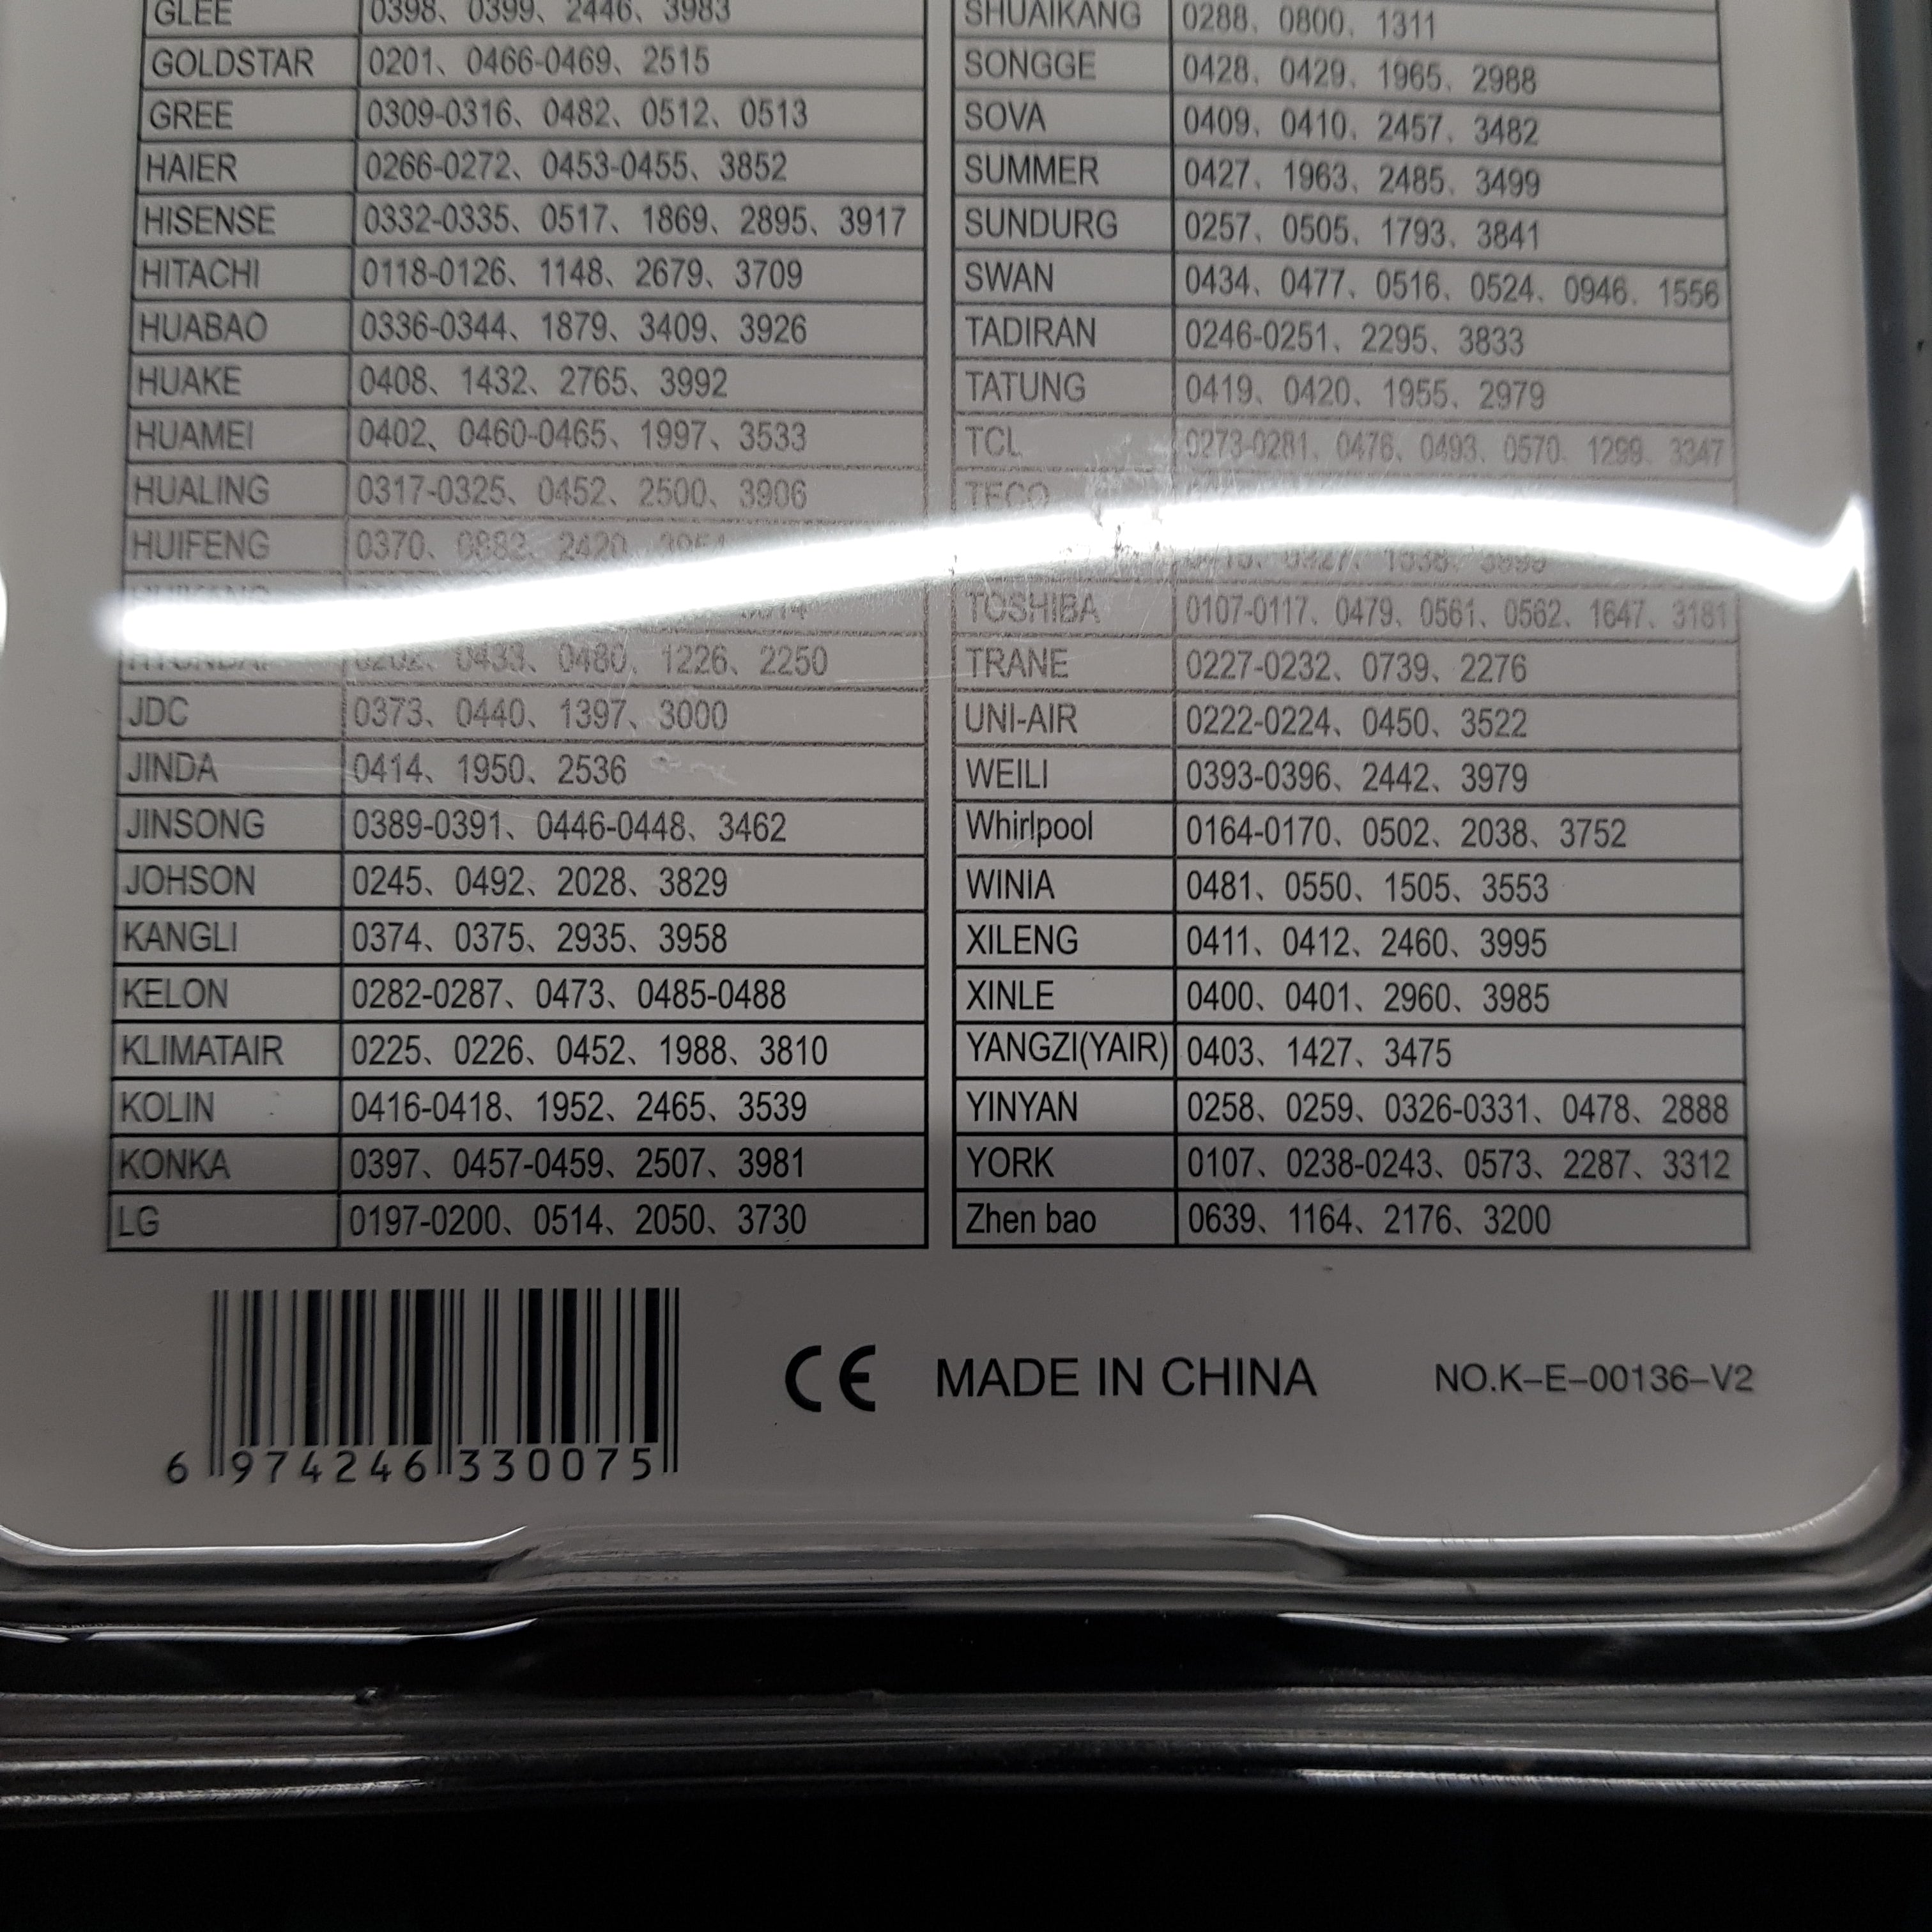 GLEE 0398、0399、2446、3983
GOLDSTAR 0201、0466-0469、2515
GREE 0309-0316、0482、0512、0513
HAIER 0266-0272、0453-0455、3852
HISENSE 0332-0335、0517、1869、2895、3917
HITACHI 0118-0126、1148、2679、3709
HUABAO 0336-0344、1879、3409、3926
HUAKE 0408、1432、2765、3992
HUAMEI 0402、0460-0465、1997、3533
HUALING 0317-0325、0452、2500、3906
HUIFENG 0370、0882、2420、
HYUNDAI 0202、0433、0480、1226、2250
JDC 0373、0440、1397、3000
JINDA 0414、1950、2536
JINSONG 0389-0391、0446-0448、3462
JOHSON 0245、0492、2028、3829
KANGLI 0374、0375、2935、3958
KELON 0282-0287、0473、0485-0488
KLIMATAIR 0225、0226、0452、1988、3810
KOLIN 0416-0418、1952、2465、3539
KONKA 0397、0457-0459、2507、3981
LG 0197-0200、0514、2050、3730
SHUAIKANG 0288、0800、1311
SONGGE 0428、0429、1965、2988
SOVA 0409、0410、2457、3482
SUMMER 0427、1963、2485、3499
SUNDURG 0257、0505、1793、3841
SWAN 0434、0477、0516、0524、0946、1556
TADIRAN 0246-0251、2295、3833
TATUNG 0419、0420、1955、2979
TCL 0273-0281、0476、0493、0570、1299、3347
TECO
TOSHIBA 0107-0117、0479、0561、0562、1647、3181
TRANE 0227-0232、0739、2276
UNI-AIR 0222-0224、0450、3522
WEILI 0393-0396、2442、3979
Whirlpool 0164-0170、0502、2038、3752
WINIA 0481、0550、1505、3553
XILENG 0411、0412、2460、3995
XINLE 0400、0401、2960、3985
YANGZI(YAIR) 0403、1427、3475
YINYAN 0258、0259、0326-0331、0478、2888
YORK 0107、0238-0243、0573、2287、3312
Zhen bao 0639、1164、2176、3200
6 974246 330075
CE MADE IN CHINA NO.K-E-00136-V2